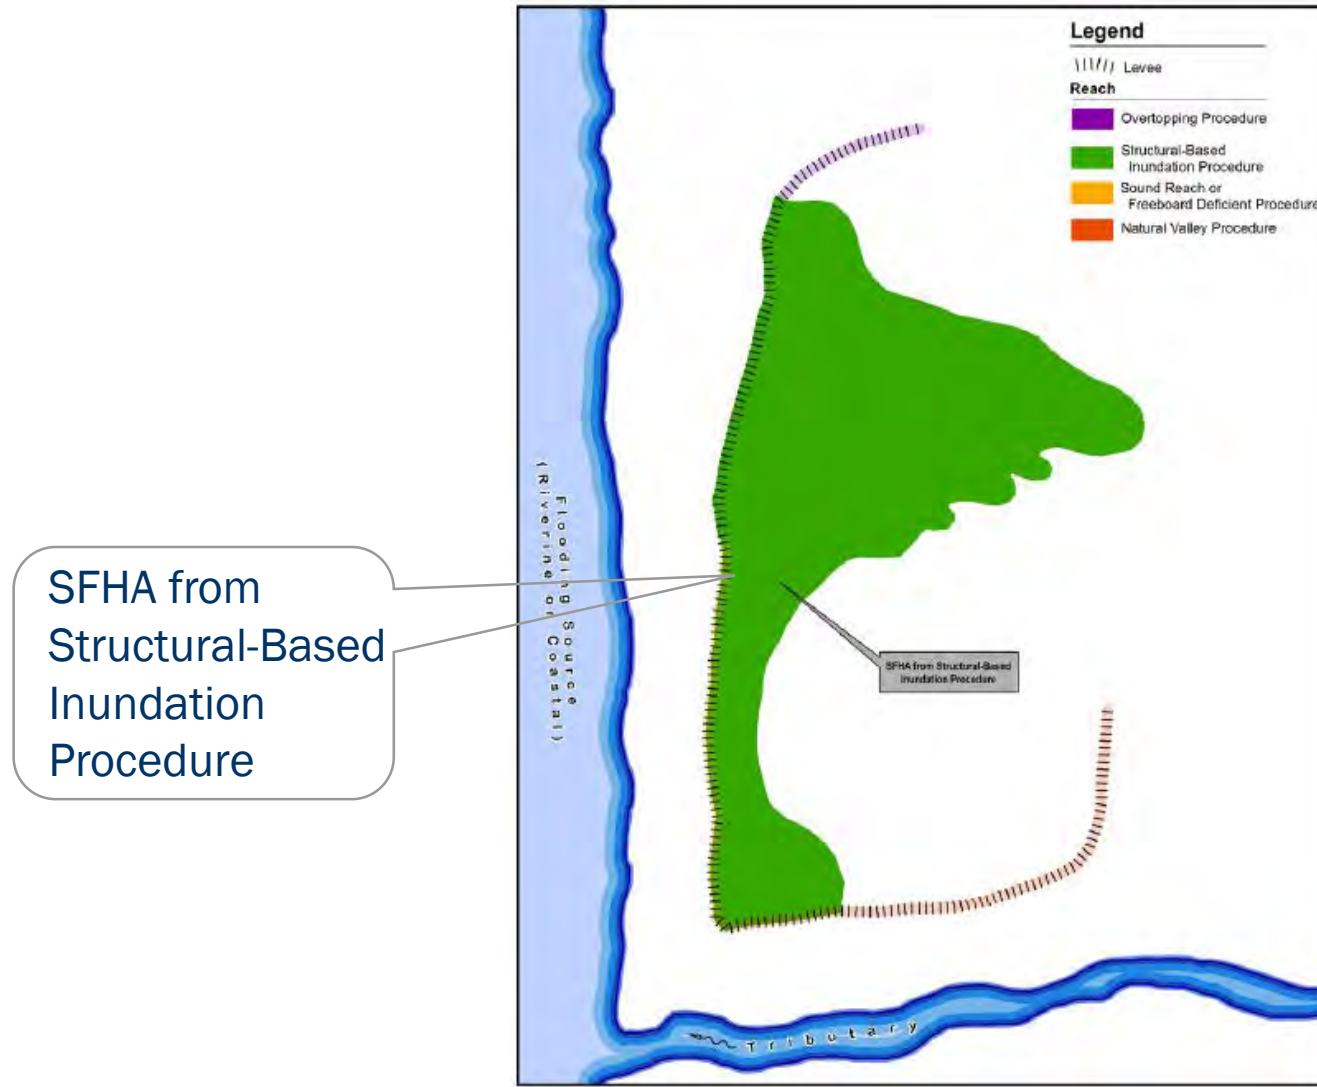 Legend
Levee
Reach
Overtopping Procedure
Structural-Based
Inundation Procedure
Sound Reach or
Freeboard Deficient Procedure
Natural Valley Procedure
Flooding Source
(Riverine or Coastal)
SFHA from
Structural-Based
Inundation
Procedure
SFHA from Structural-Based
Inundation Procedure
Tributary